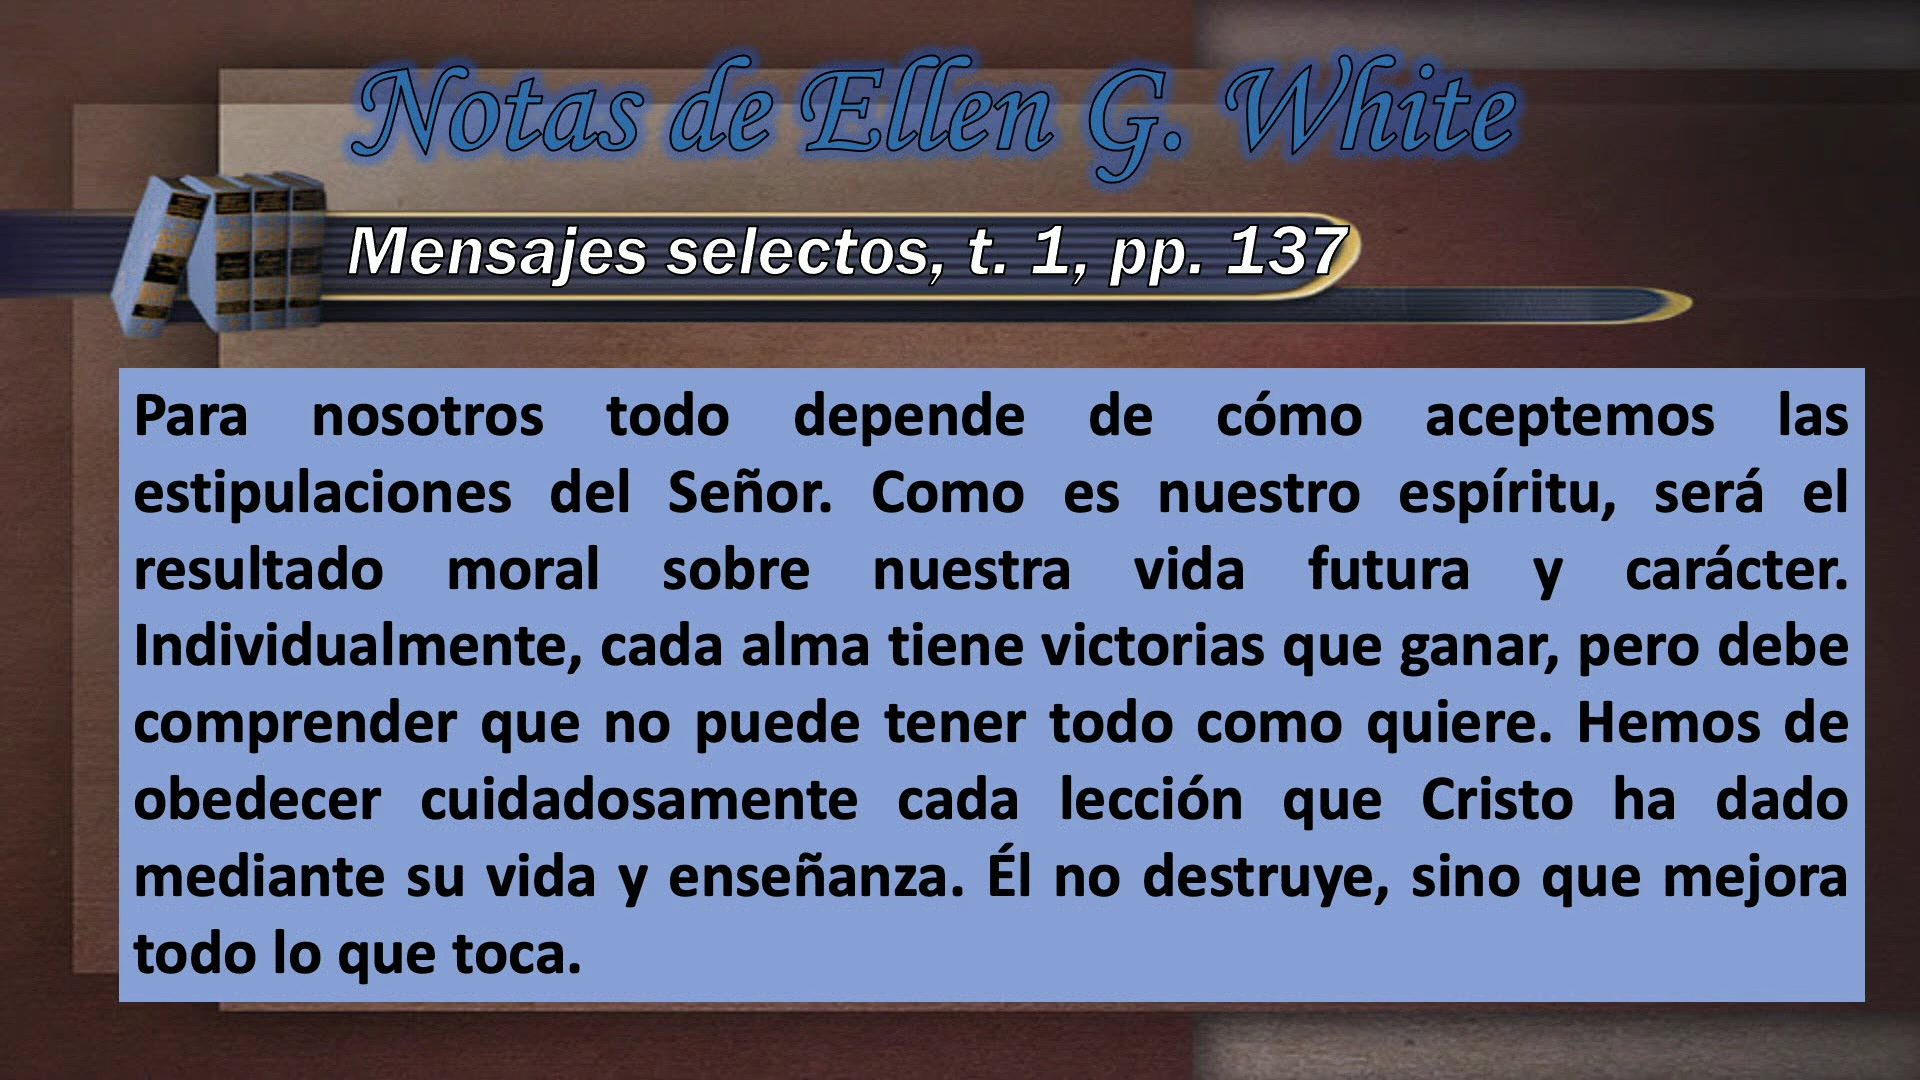 Notas de Ellen G. White
Mensajes selectos, t. 1, pp. 137
Para nosotros todo depende de cómo aceptemos las
estipulaciones del Señor. Como es nuestro espíritu, será el
resultado moral sobre nuestra vida futura y carácter.
Individualmente, cada alma tiene victorias que ganar, pero debe
comprender que no puede tener todo como quiere. Hemos de
obedecer cuidadosamente cada lección que Cristo ha dado
mediante su vida y enseñanza. Él no destruye, sino que mejora
todo lo que toca.